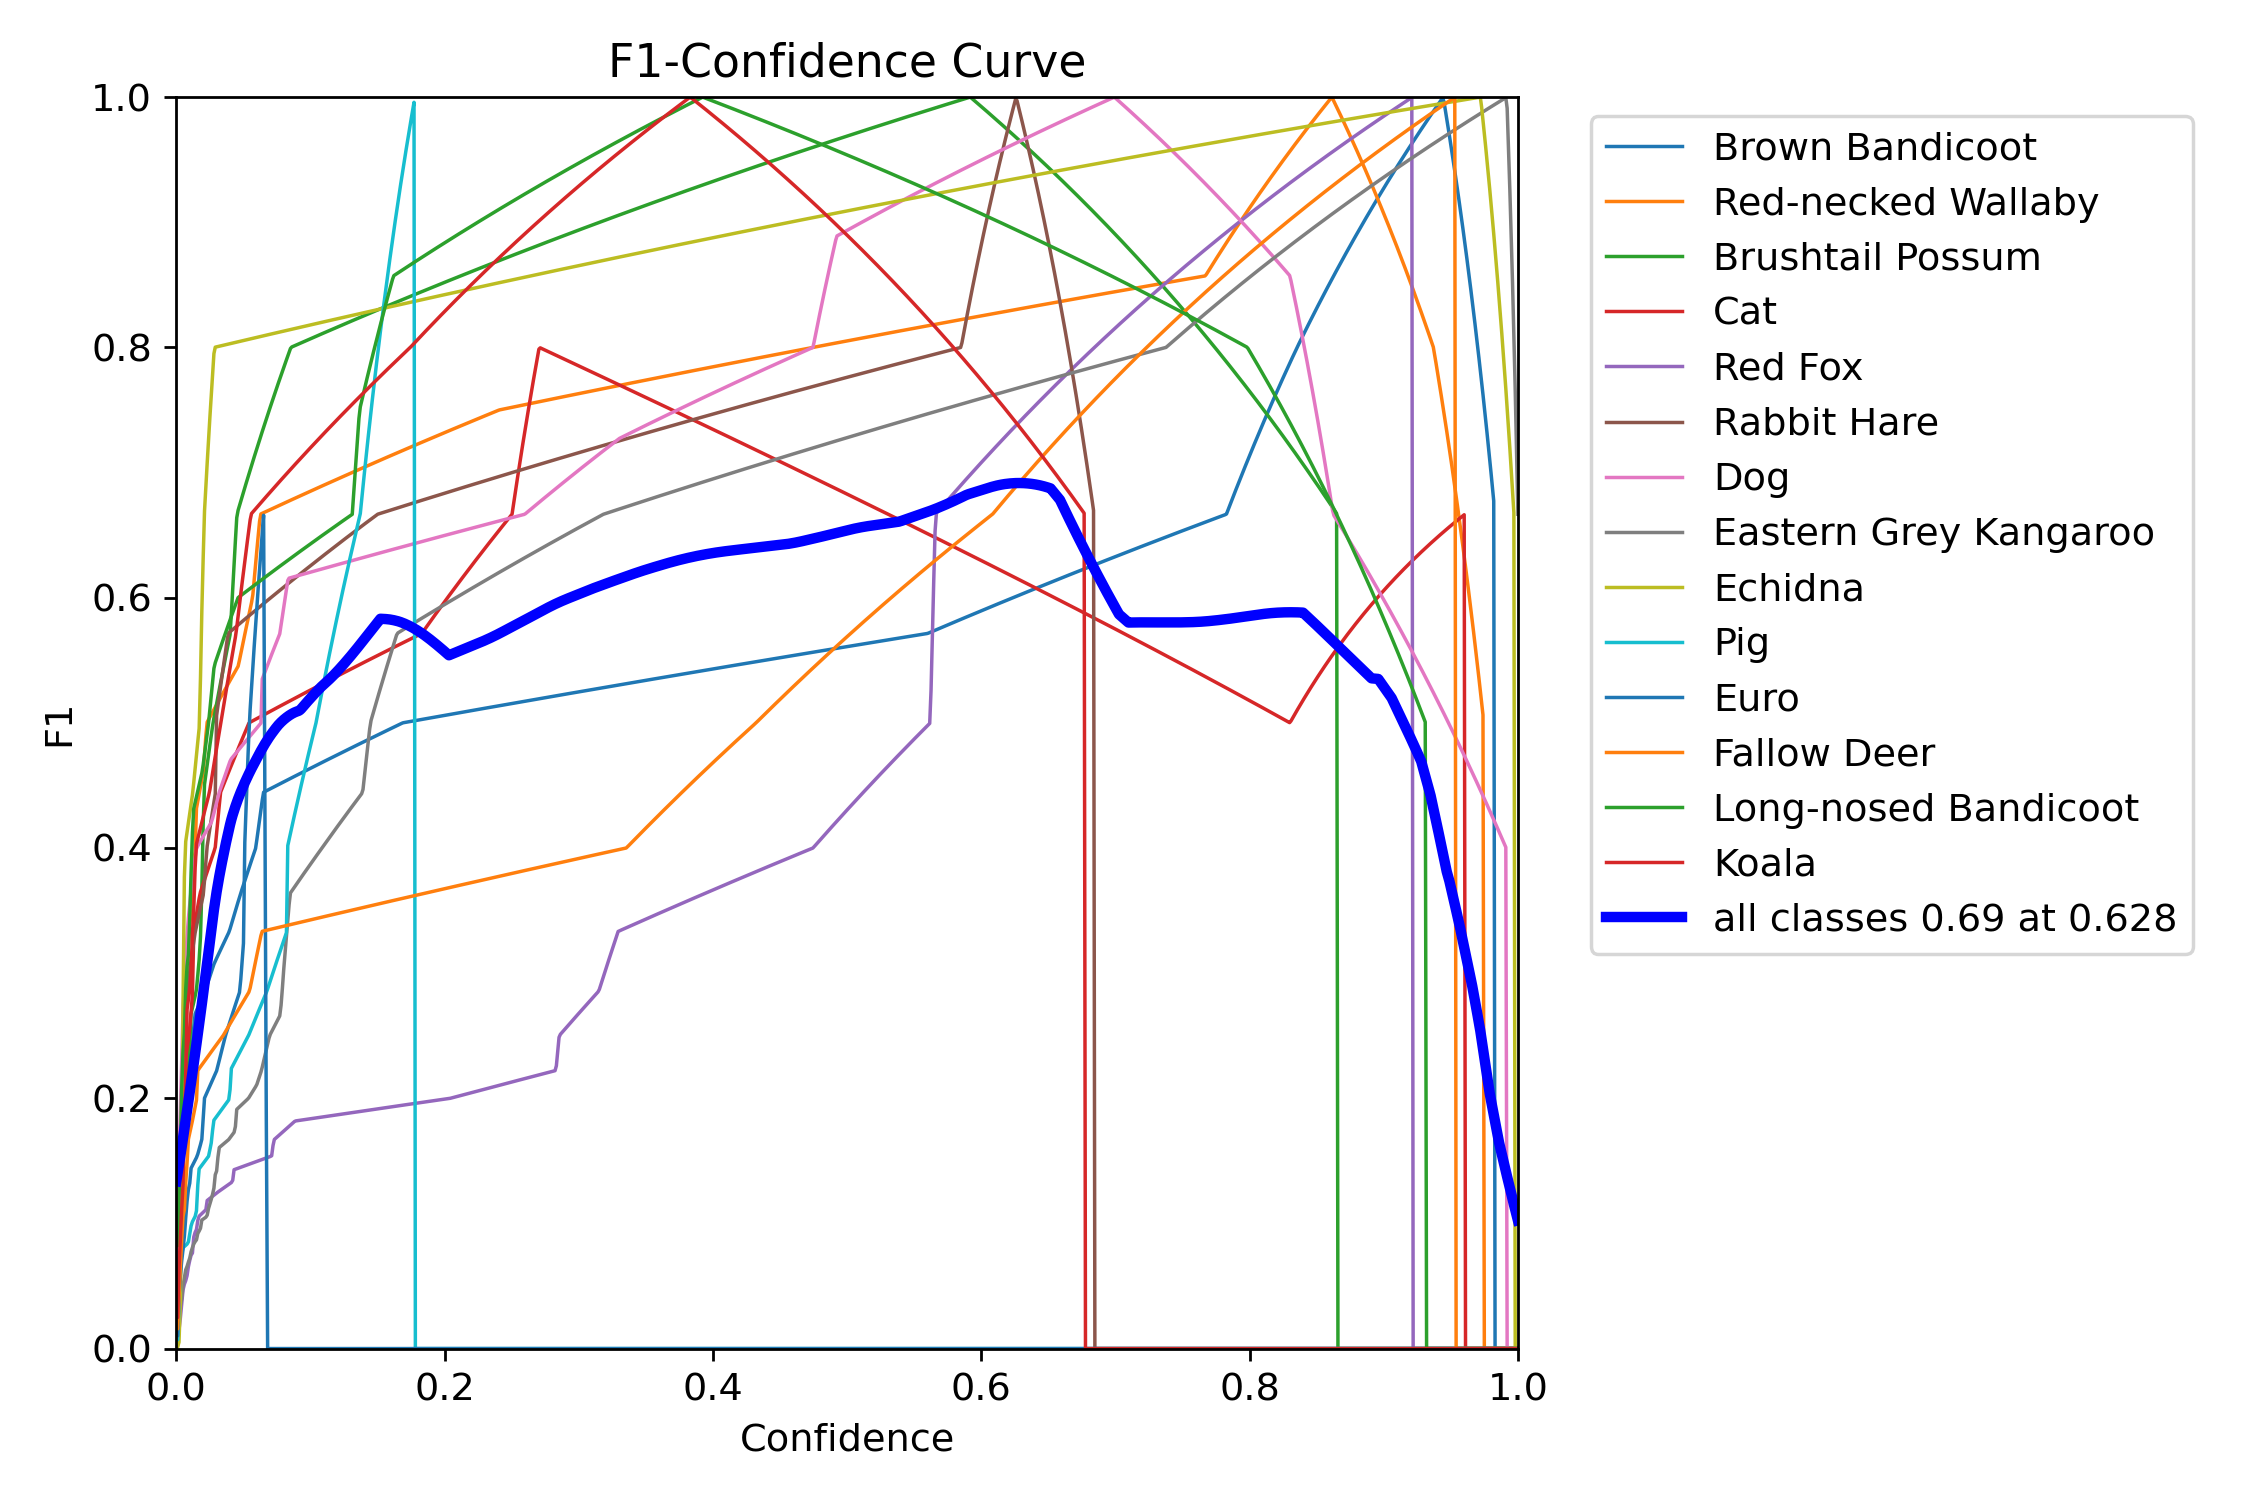 F1-Confidence Curve
1.0
0.8
0.6
0.4
0.2
0.0
F1
0.0 0.2 0.4 0.6 0.8 1.0
Confidence
Brown Bandicoot
Red-necked Wallaby
Brushtail Possum
Cat
Red Fox
Rabbit Hare
Dog
Eastern Grey Kangaroo
Echidna
Pig
Euro
Fallow Deer
Long-nosed Bandicoot
Koala
all classes 0.69 at 0.628